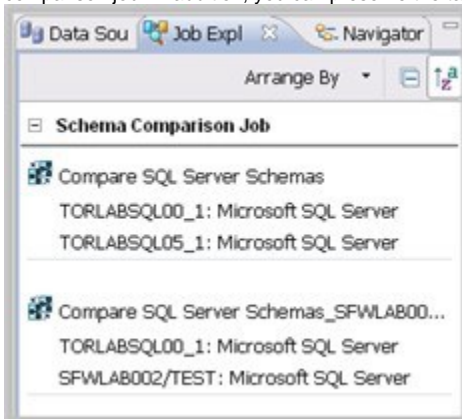 Data Sou Job Expl Navigator
Arrange By
Schema Comparison Job
Compare SQL Server Schemas
TORLABSQL00_1: Microsoft SQL Server
TORLABSQL05_1: Microsoft SQL Server
Compare SQL Server Schemas_SFWLAB00...
TORLABSQL00_1: Microsoft SQL Server
SFWLAB002/TEST: Microsoft SQL Server